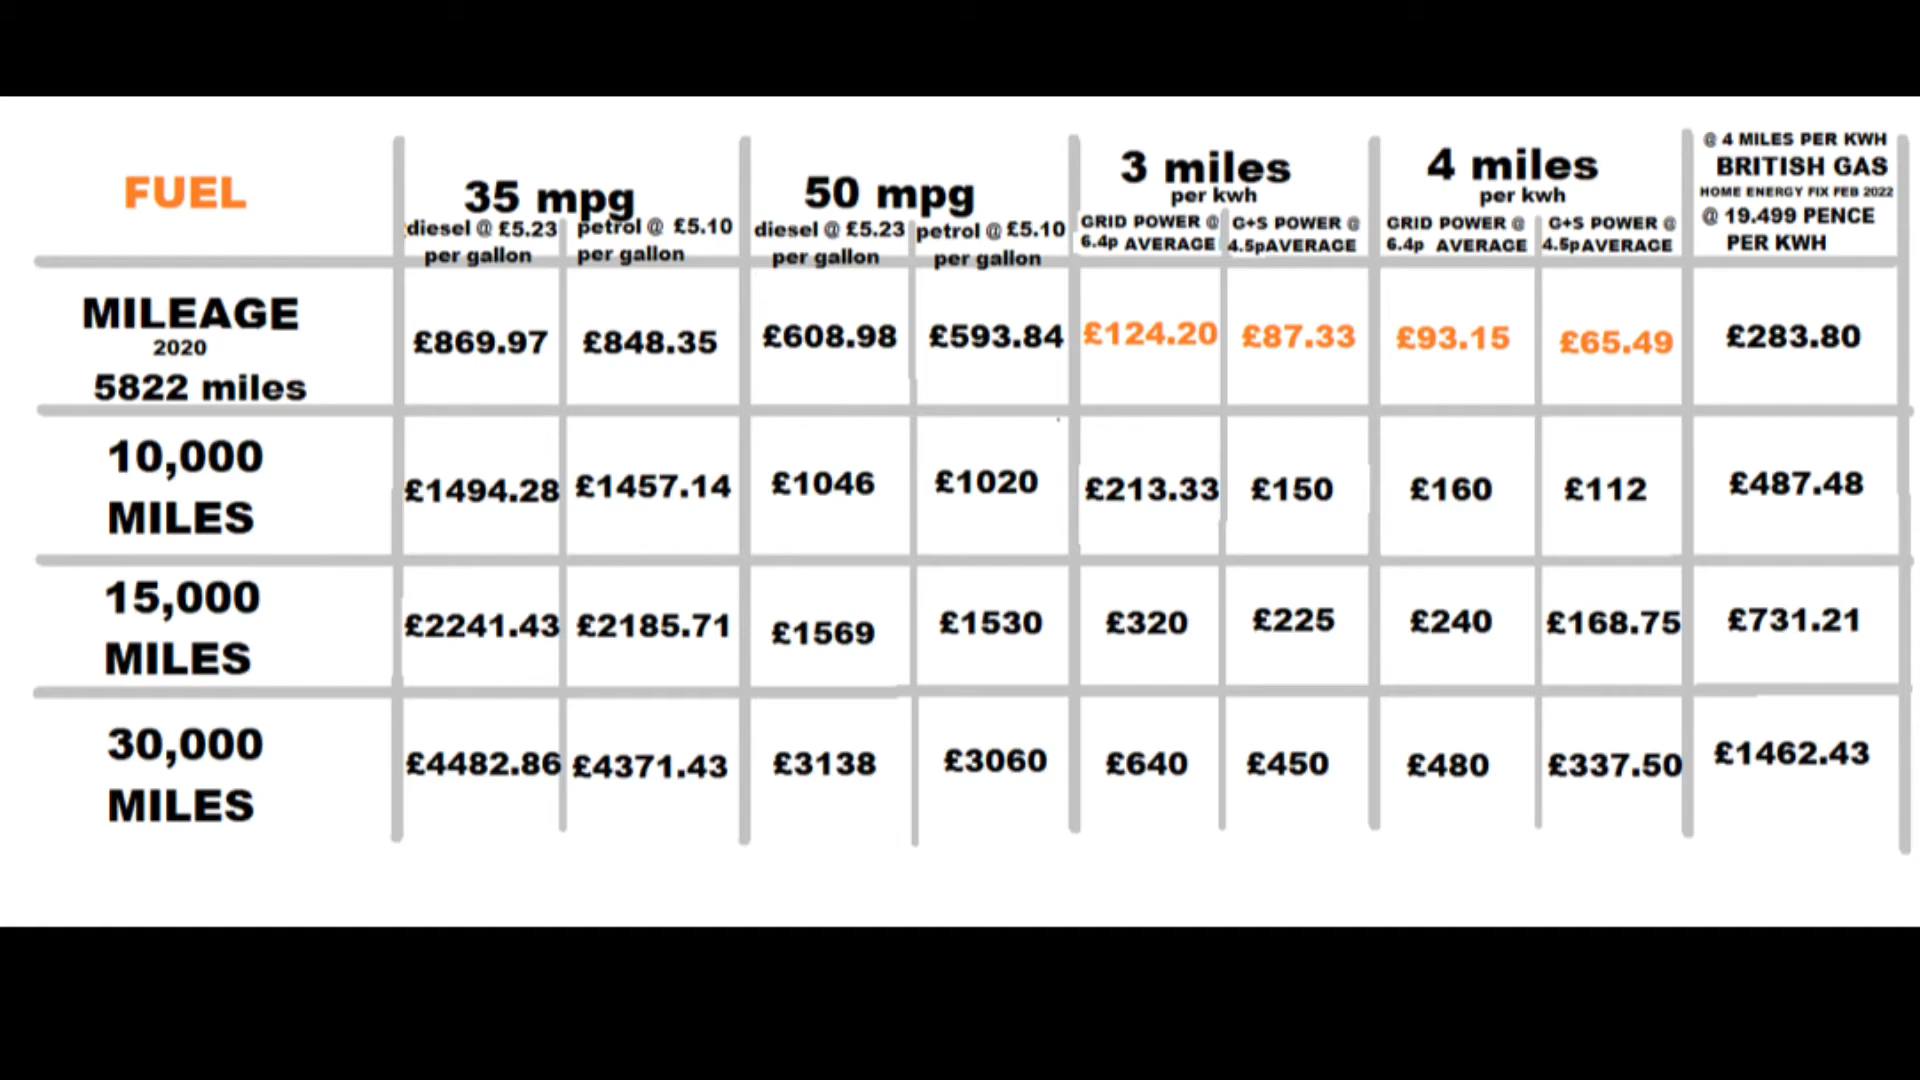 FUEL
35 mpg
diesel @ £5.23
per gallon
petrol @ £5.10
per gallon
50 mpg
diesel @ £5.23
per gallon
petrol @ £5.10
per gallon
3 miles
per kwh
GRID POWER @
6.4p AVERAGE
G+S POWER @
4.5pAVERAGE
4 miles
per kwh
GRID POWER @
6.4p AVERAGE
G+S POWER @
4.5pAVERAGE
@ 4 MILES PER KWH
BRITISH GAS
HOME ENERGY FIX FEB 2022
@ 19.499 PENCE
PER KWH
MILEAGE
2020
5822 miles
£869.97 £848.35 £608.98 £593.84 £124.20 £87.33 £93.15 £65.49 £283.80
10,000
MILES
£1494.28 £1457.14 £1046 £1020 £213.33 £150 £160 £112 £487.48
15,000
MILES
£2241.43 £2185.71 £1569 £1530 £320 £225 £240 £168.75 £731.21
30,000
MILES
£4482.86 £4371.43 £3138 £3060 £640 £450 £480 £337.50 £1462.43